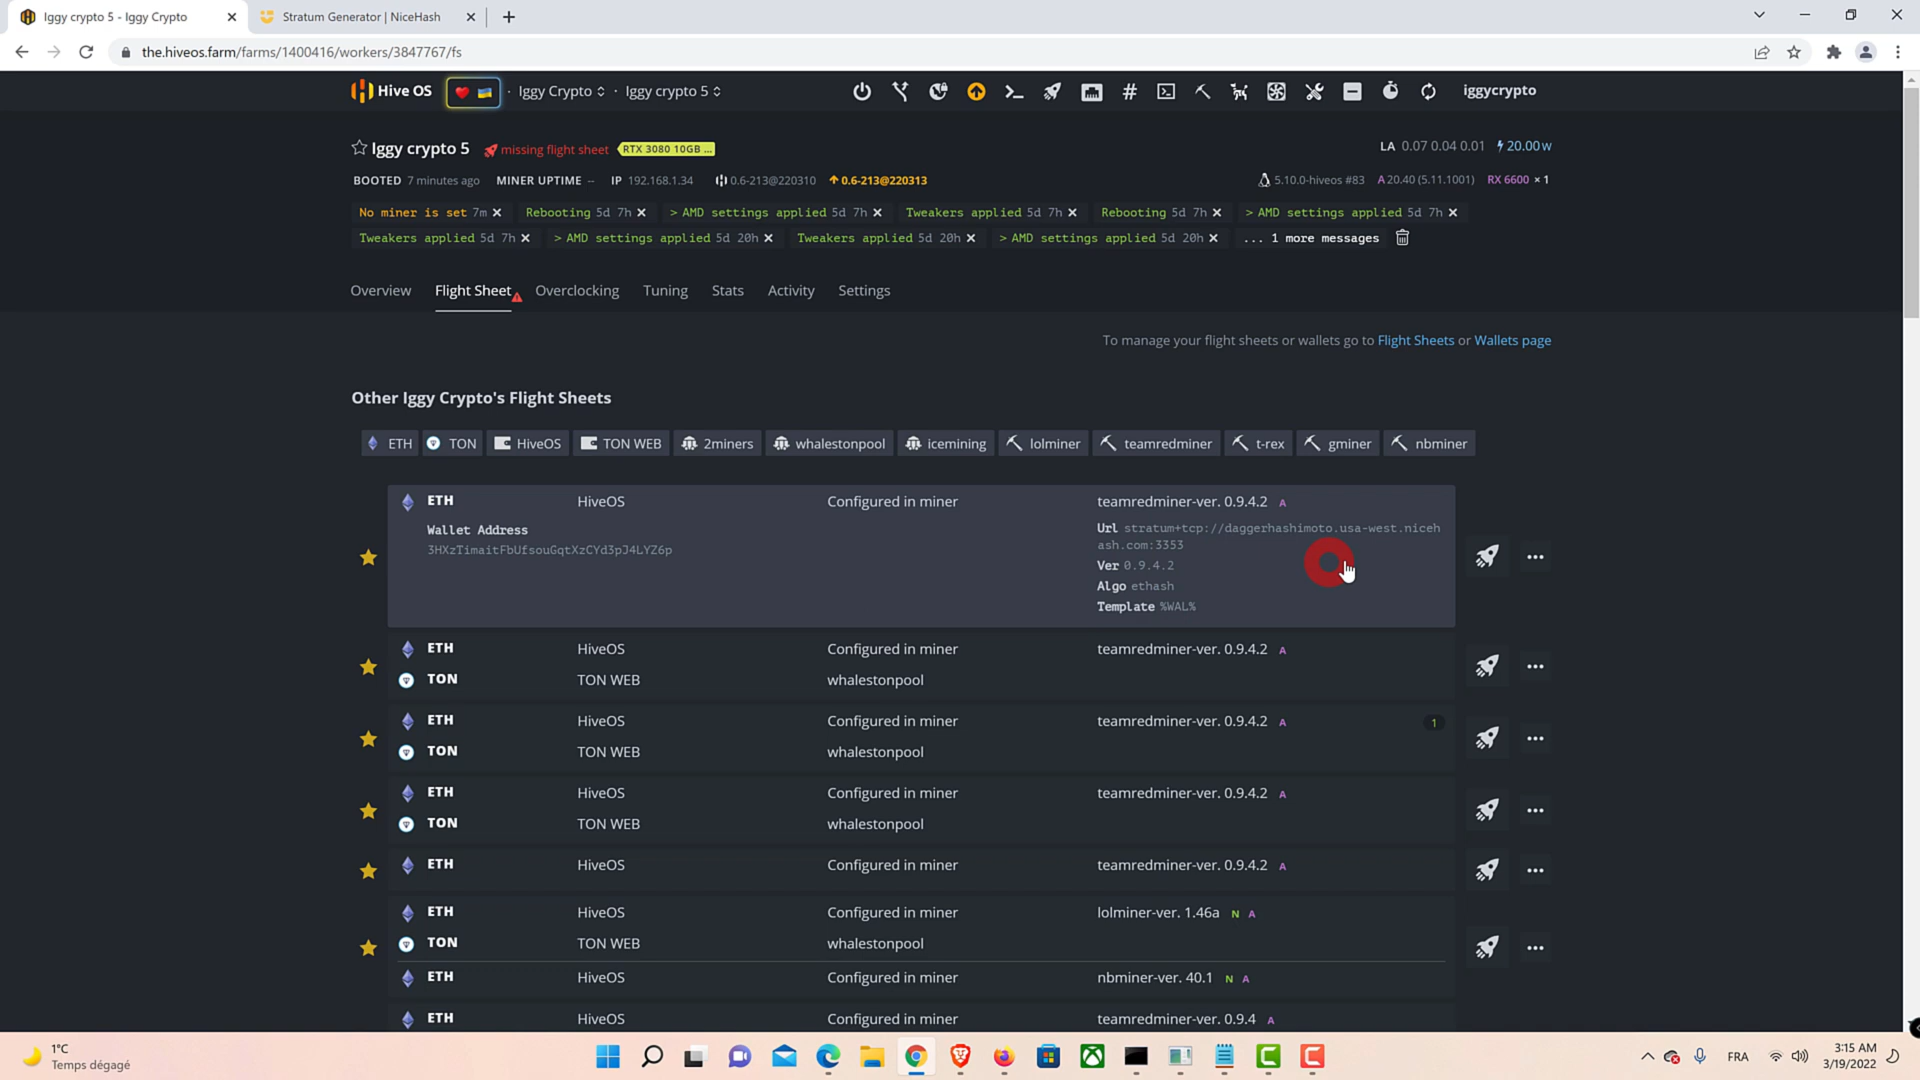 Iggy crypto 5 - Iggy Crypto
Stratum Generator | NiceHash
the.hiveos.farm/farms/1400416/workers/3847767/fs
Hive OS · Iggy Crypto · Iggy crypto 5 iggycrypto
Iggy crypto 5 missing flight sheet RTX 3080 10GB ...
LA 0.07 0.04 0.01 20.00 w
BOOTED 7 minutes ago MINER UPTIME -- IP 192.168.1.34 0.6-213@220310 0.6-213@220313
5.10.0-hiveos #83 A 20.40 (5.11.1001) RX 6600 × 1
No miner is set 7m Rebooting 5d 7h > AMD settings applied 5d 7h Tweakers applied 5d 7h Rebooting 5d 7h > AMD settings applied 5d 7h
Tweakers applied 5d 7h > AMD settings applied 5d 20h Tweakers applied 5d 20h > AMD settings applied 5d 20h ... 1 more messages
Overview Flight Sheet Overclocking Tuning Stats Activity Settings
To manage your flight sheets or wallets go to Flight Sheets or Wallets page
Other Iggy Crypto's Flight Sheets
ETH TON HiveOS TON WEB 2miners whalestonpool icemining lolminer teamredminer t-rex gminer nbminer
ETH HiveOS Configured in miner teamredminer-ver. 0.9.4.2 A
Wallet Address
3HXzTimaitFbUfsouGqtXzCYd3pJ4LYZ6p
Url stratum+tcp://daggerhashimoto.usa-west.niceh
ash.com:3353
Ver 0.9.4.2
Algo ethash
Template %WAL%
ETH HiveOS Configured in miner teamredminer-ver. 0.9.4.2 A
TON TON WEB whalestonpool
ETH HiveOS Configured in miner teamredminer-ver. 0.9.4.2 A 1
TON TON WEB whalestonpool
ETH HiveOS Configured in miner teamredminer-ver. 0.9.4.2 A
TON TON WEB whalestonpool
ETH HiveOS Configured in miner teamredminer-ver. 0.9.4.2 A
ETH HiveOS Configured in miner lolminer-ver. 1.46a N A
TON TON WEB whalestonpool
ETH HiveOS Configured in miner nbminer-ver. 40.1 N A
ETH HiveOS Configured in miner teamredminer-ver. 0.9.4 A
1°C
Temps dégagé
FRA
3:15 AM
3/19/2022